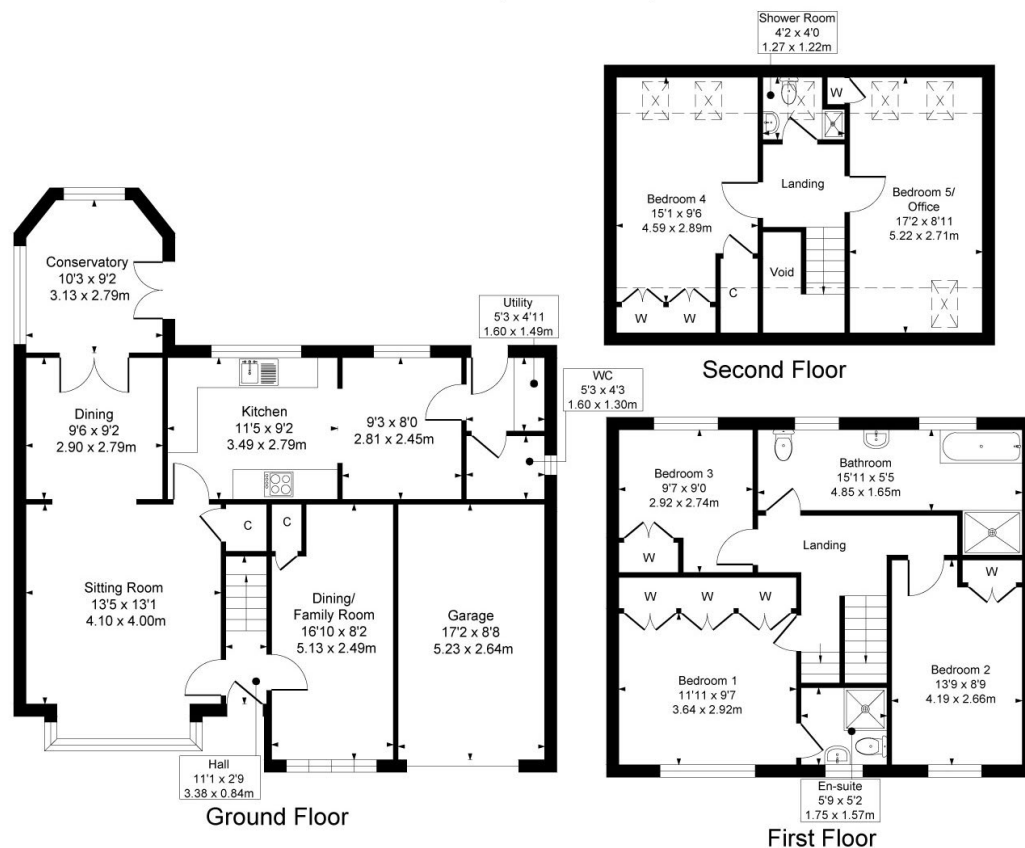 Shower Room
4'2 x 4'0
1.27 x 1.22m
W
Bedroom 4
15'1 x 9'6
4.59 x 2.89m
Landing
Bedroom 5/
Office
17'2 x 8'11
5.22 x 2.71m
Void
C
W
W
Second Floor
Conservatory
10'3 x 9'2
3.13 x 2.79m
Utility
5'3 x 4'11
1.60 x 1.49m
WC
5'3 x 4'3
1.60 x 1.30m
Dining
9'6 x 9'2
2.90 x 2.79m
Kitchen
11'5 x 9'2
3.49 x 2.79m
9'3 x 8'0
2.81 x 2.45m
C
C
Sitting Room
13'5 x 13'1
4.10 x 4.00m
Dining/
Family Room
16'10 x 8'2
5.13 x 2.49m
Garage
17'2 x 8'8
5.23 x 2.64m
Hall
11'1 x 2'9
3.38 x 0.84m
Ground Floor
Bedroom 3
9'7 x 9'0
2.92 x 2.74m
W
Bathroom
15'11 x 5'5
4.85 x 1.65m
Landing
W
W
W
W
Bedroom 1
11'11 x 9'7
3.64 x 2.92m
Bedroom 2
13'9 x 8'9
4.19 x 2.66m
En-suite
5'9 x 5'2
1.75 x 1.57m
First Floor